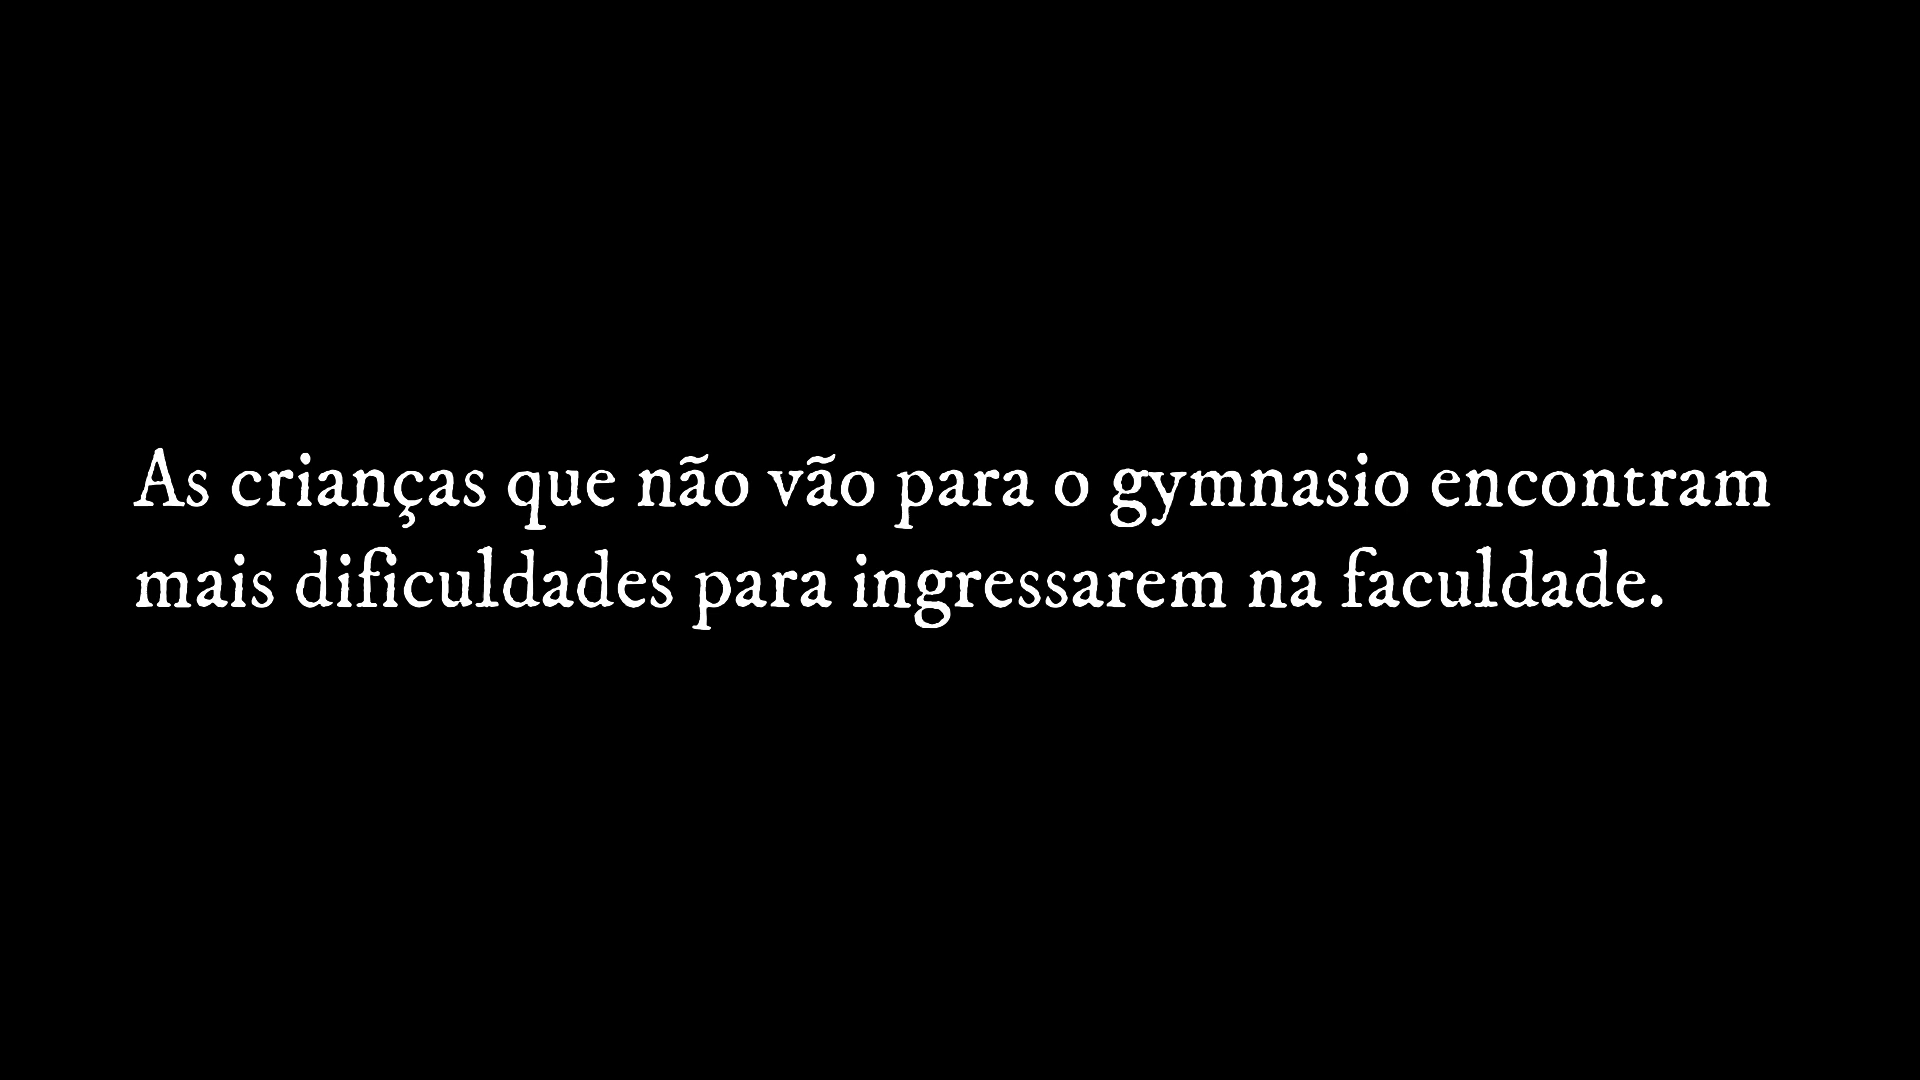 As crianças que não vão para o gymnasio encontram
mais dificuldades para ingressarem na faculdade.